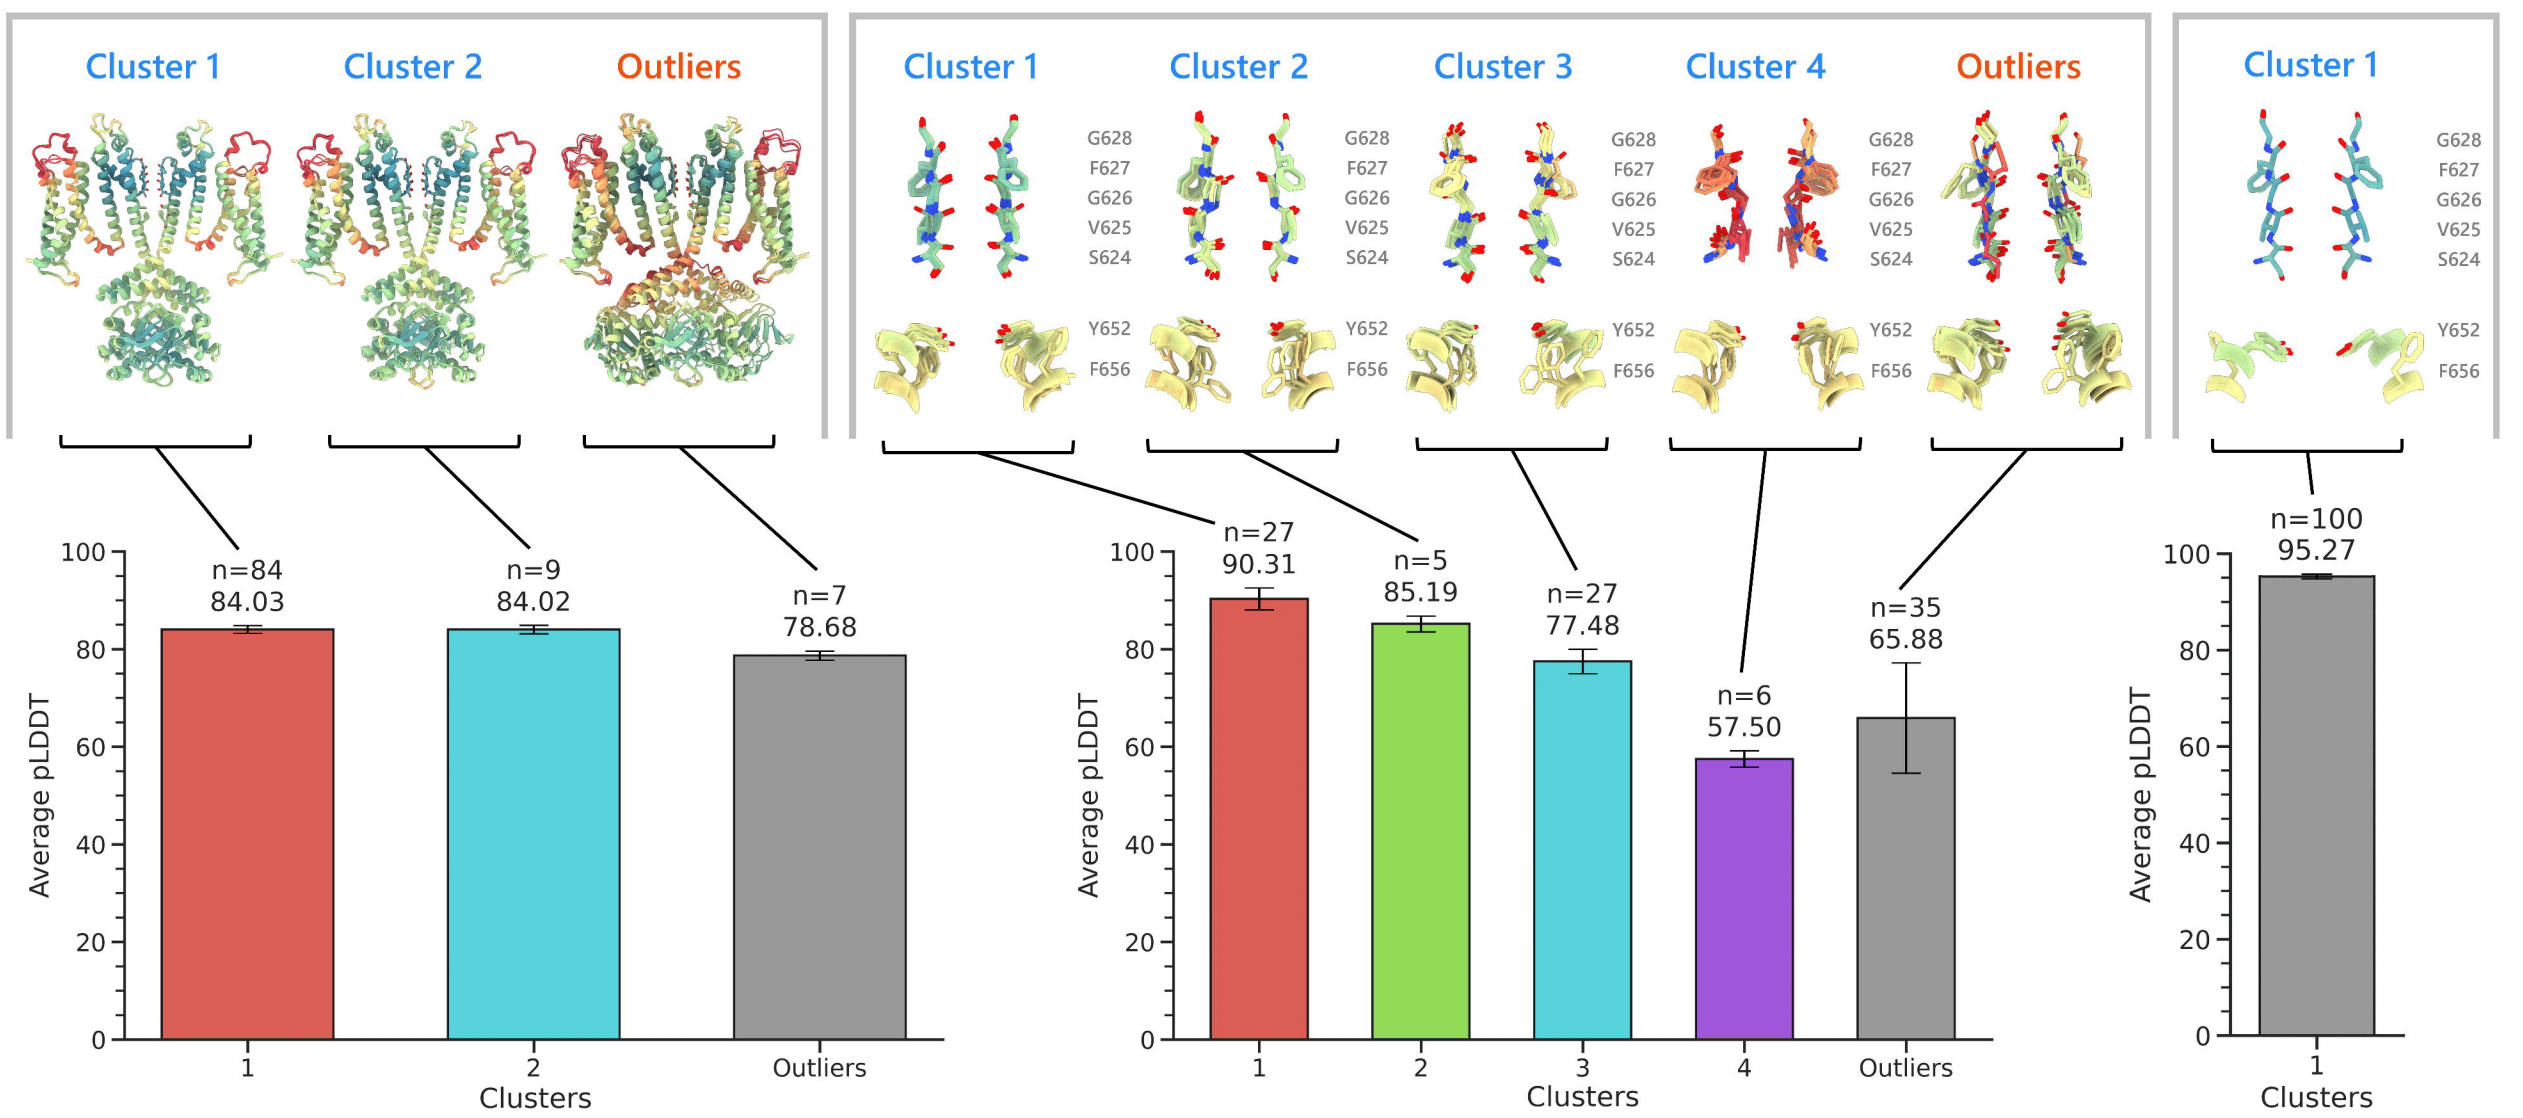 Cluster 1
Cluster 2
Outliers
Cluster 1
Cluster 2
Cluster 3
Cluster 4
Outliers
Cluster 1
G628
F627
G626
V625
S624
Y652
F656
G628
F627
G626
V625
S624
Y652
F656
G628
F627
G626
V625
S624
Y652
F656
G628
F627
G626
V625
S624
Y652
F656
G628
F627
G626
V625
S624
Y652
F656
n=84
84.03
n=9
84.02
n=7
78.68
100
80
60
40
20
0
Average pLDDT
1
2
Outliers
Clusters
n=27
90.31
n=5
85.19
n=27
77.48
n=6
57.50
n=35
65.88
100
80
60
40
20
0
Average pLDDT
1
2
3
4
Outliers
Clusters
n=100
95.27
100
80
60
40
20
0
Average pLDDT
1
Clusters